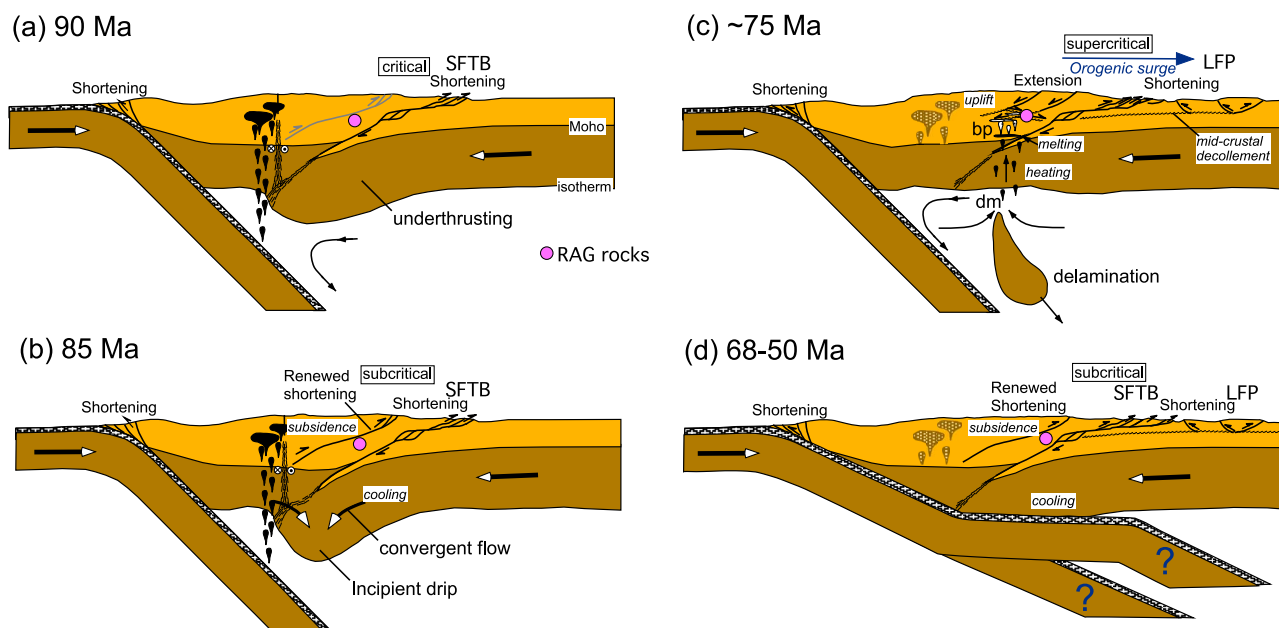 (a) 90 Ma
critical
SFTB
Shortening
Shortening
Moho
isotherm
underthrusting
RAG rocks
(b) 85 Ma
Renewed
shortening
subcritical
SFTB
Shortening
Shortening
subsidence
cooling
convergent flow
Incipient drip
(c) ~75 Ma
supercritical
Orogenic surge
LFP
Shortening
Extension
Shortening
uplift
bp
melting
mid-crustal
decollement
heating
dm
delamination
(d) 68-50 Ma
subcritical
Renewed
Shortening
SFTB
LFP
Shortening
Shortening
subsidence
cooling
?
?